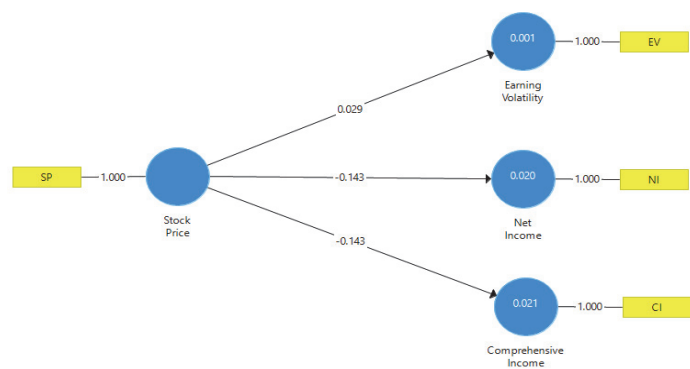 0.001
1.000
EV
Earning
Volatility
0.029
SP
1.000
-0.143
0.020
1.000
NI
Stock
Price
Net
Income
-0.143
0.021
1.000
CI
Comprehensive
Income